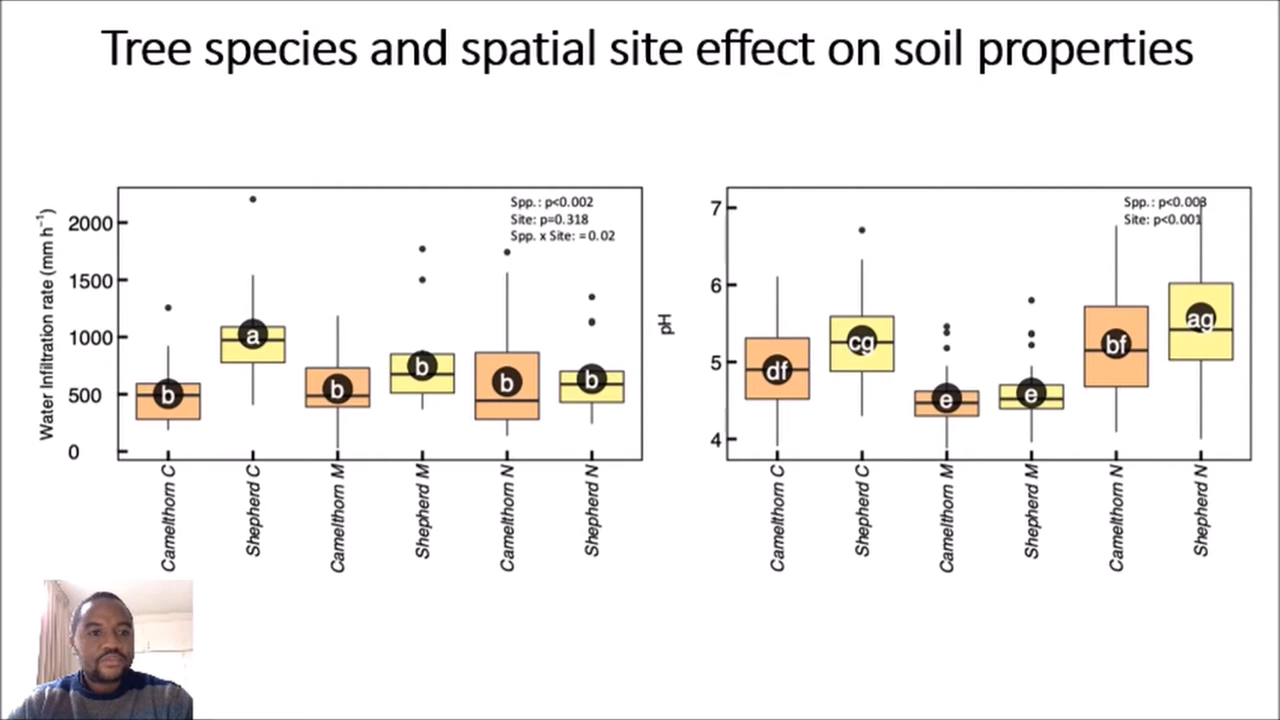 Tree species and spatial site effect on soil properties
Water Infiltration rate (mm h⁻¹)
2000
1500
1000
500
0
Spp.: p<0.002
Site: p=0.318
Spp. x Site: =0.02
b
a
b
b
b
b
Camelthorn C
Shepherd C
Camelthorn M
Shepherd M
Camelthorn N
Shepherd N
pH
7
6
5
4
Spp.: p<0.003
Site: p<0.001
df
cg
e
e
bf
ag
Camelthorn C
Shepherd C
Camelthorn M
Shepherd M
Camelthorn N
Shepherd N